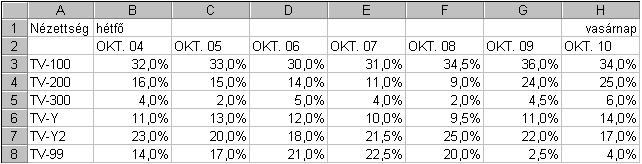 A B C D E F G H
1 Nézettség hétfő vasárnap
2 OKT. 04 OKT. 05 OKT. 06 OKT. 07 OKT. 08 OKT. 09 OKT. 10
3 TV-100 32,0% 33,0% 30,0% 31,0% 34,5% 36,0% 34,0%
4 TV-200 16,0% 15,0% 14,0% 11,0% 9,0% 24,0% 25,0%
5 TV-300 4,0% 2,0% 5,0% 4,0% 2,0% 4,5% 6,0%
6 TV-Y 11,0% 13,0% 12,0% 10,0% 9,5% 11,0% 14,0%
7 TV-Y2 23,0% 20,0% 18,0% 21,5% 25,0% 22,0% 17,0%
8 TV-99 14,0% 17,0% 21,0% 22,5% 20,0% 2,5% 4,0%